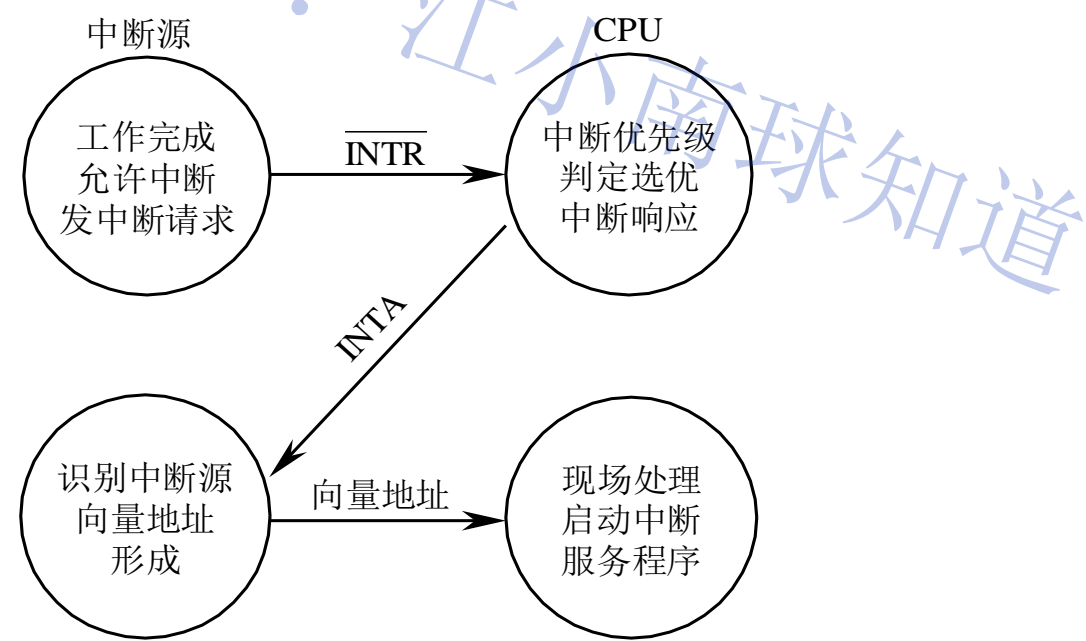 中断源
CPU
工作完成
允许中断
发中断请求
INTR
中断优先级
判定选优
中断响应
INTA
识别中断源
向量地址
形成
向量地址
现场处理
启动中断
服务程序
：江小南球知道